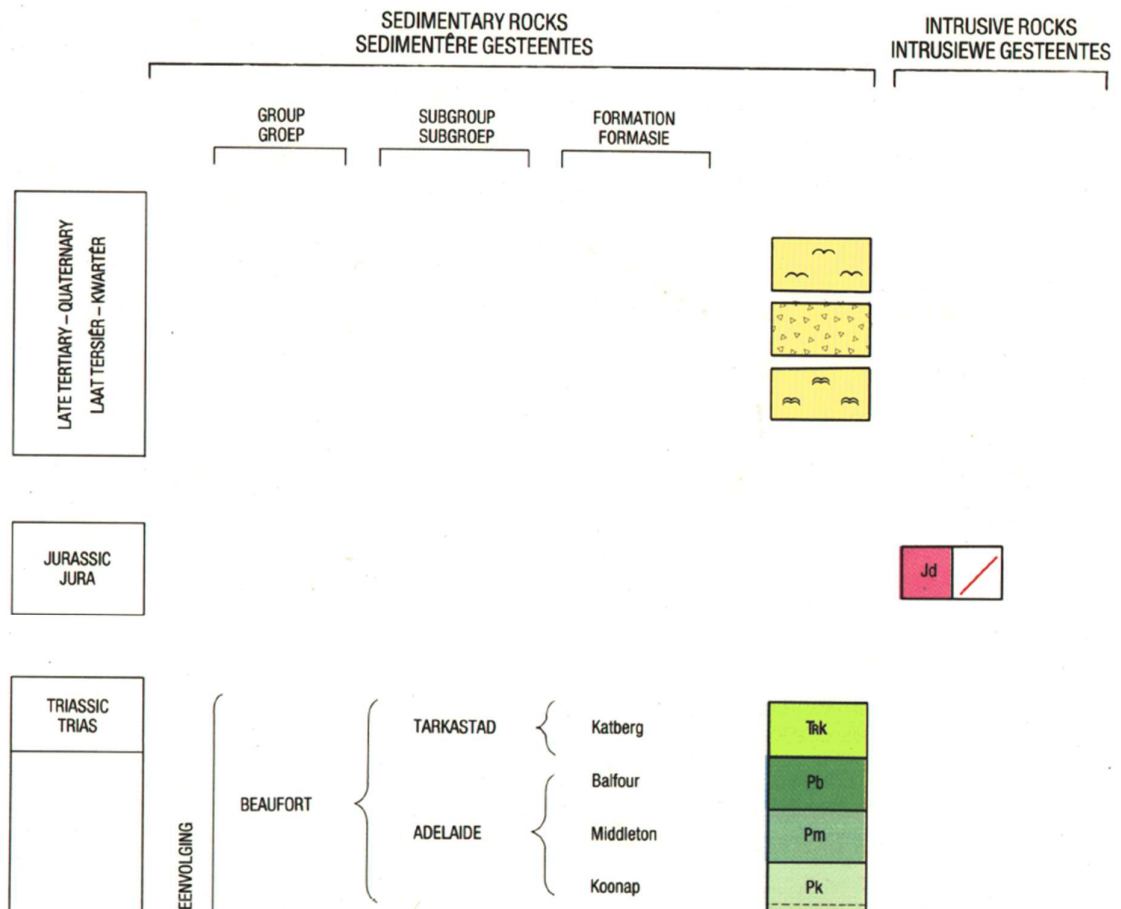 SEDIMENTARY ROCKS
SEDIMENTÊRE GESTEENTES
INTRUSIVE ROCKS
INTRUSIEWE GESTEENTES
GROUP
GROEP
SUBGROUP
SUBGROEP
FORMATION
FORMASIE
LATE TERTIARY – QUATERNARY
LAAT TERSIÊR – KWARTÊR
JURASSIC
JURA
Jd
TRIASSIC
TRIAS
TARKASTAD
Katberg
TRk
BEAUFORT
Balfour
Pb
ADELAIDE
Middleton
Pm
Koonap
Pk
EENVOLGING